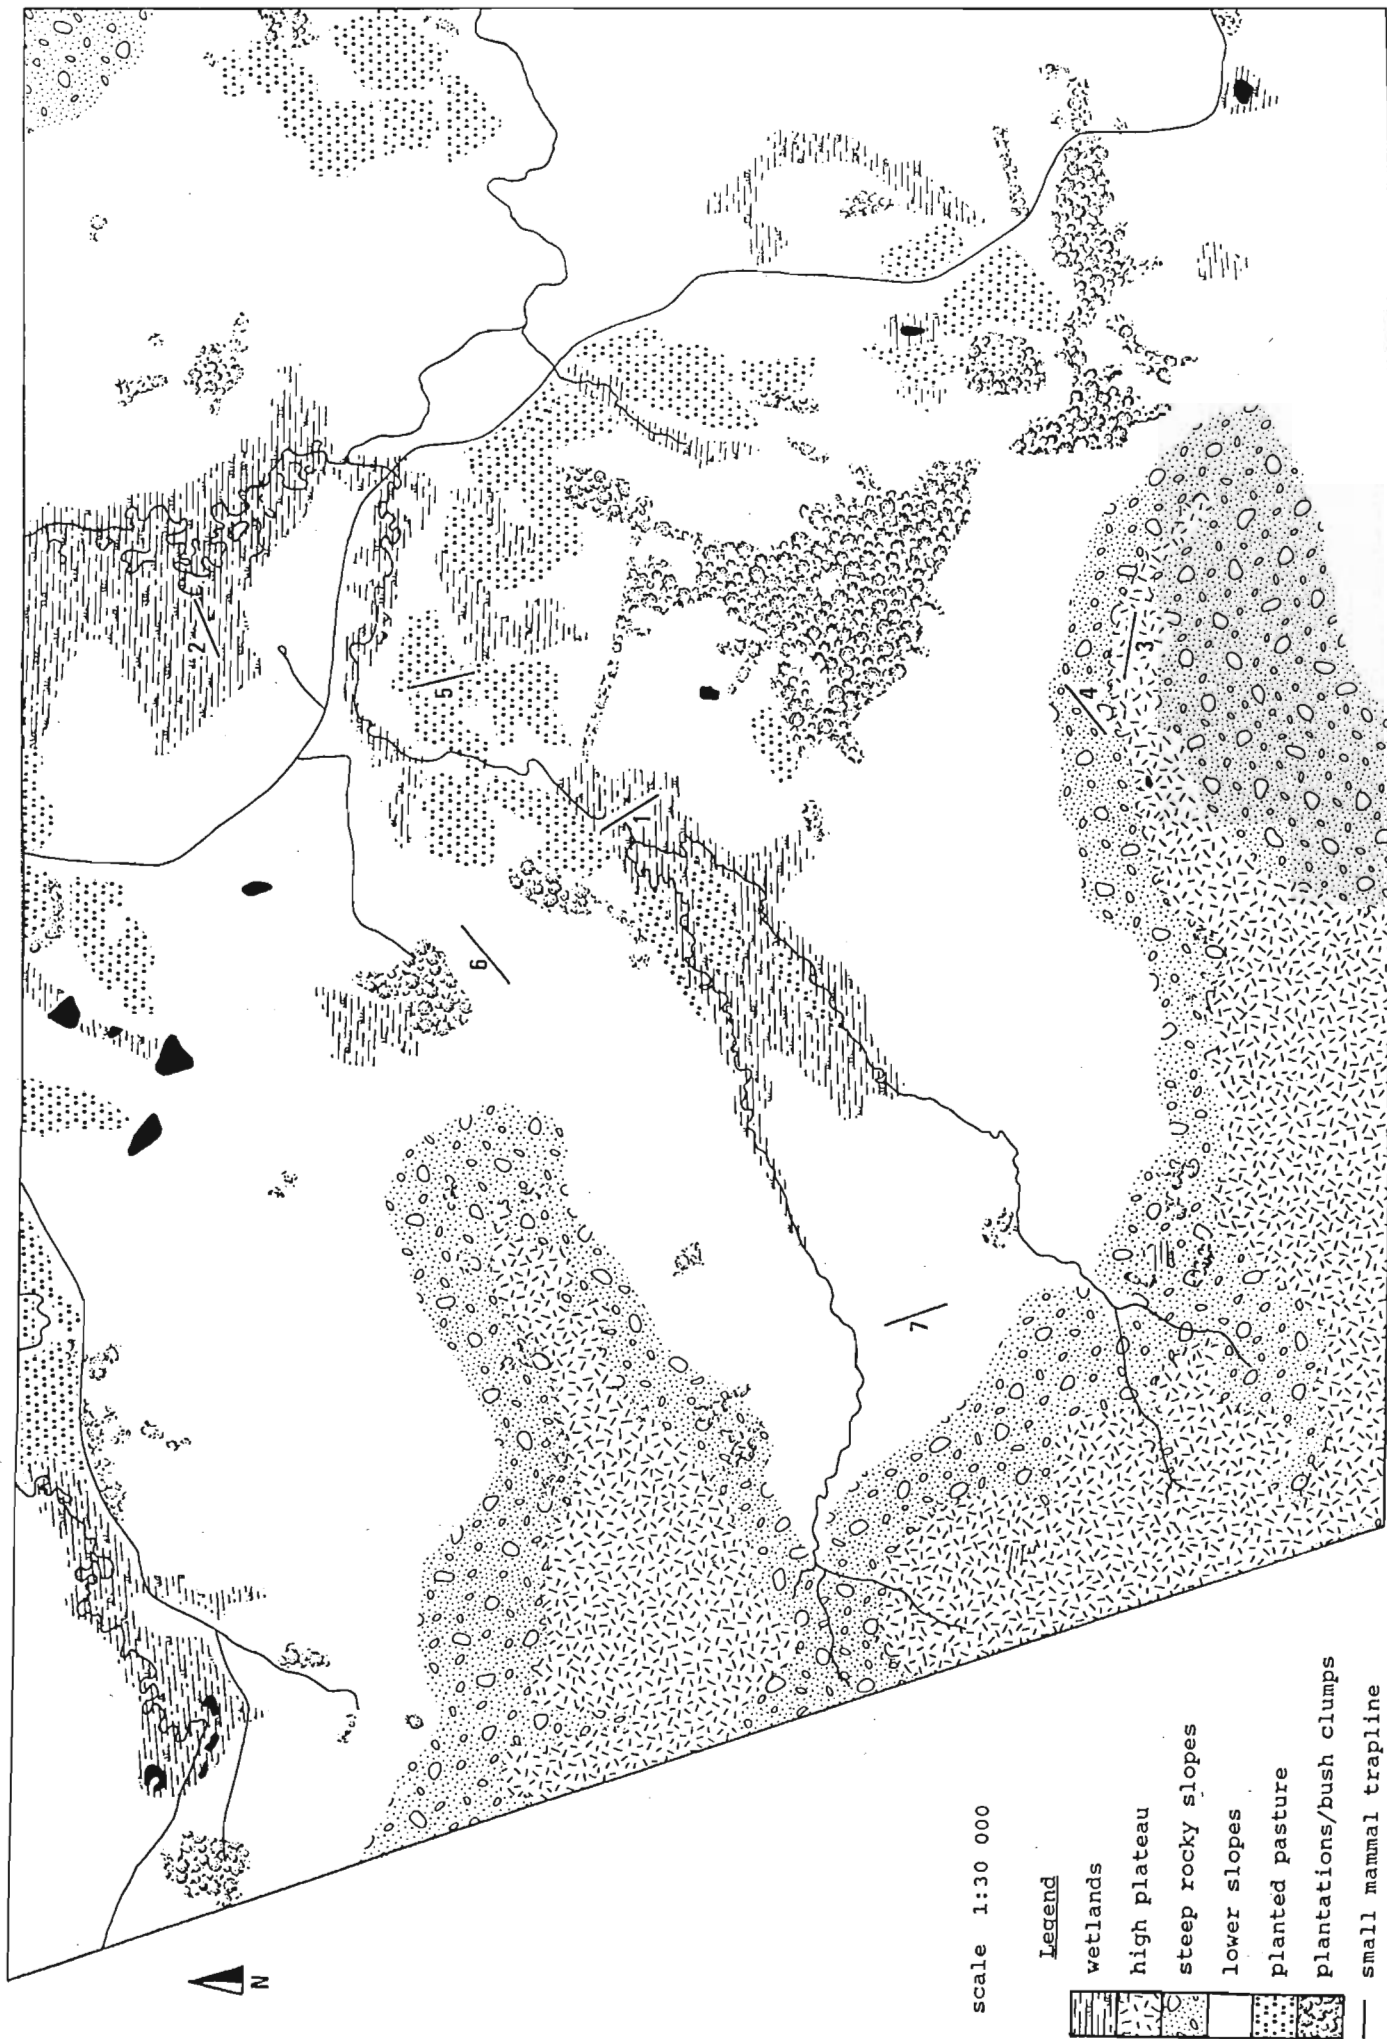 2
5
1
6
4
3
7
N
scale 1:30 000
Legend
wetlands
high plateau
steep rocky slopes
lower slopes
planted pasture
plantations/bush clumps
small mammal trapline